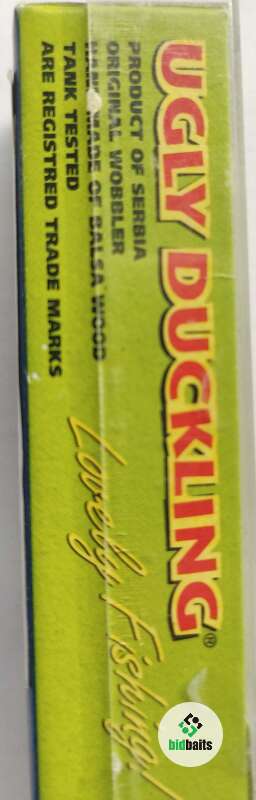 UGLY DUCKLING®
PRODUCT OF SERBIA
ORIGINAL WOBBLER
HAND MADE OF BALSA WOOD
TANK TESTED
ARE REGISTRED TRADE MARKS
Lovely Fishing!
bidbaits